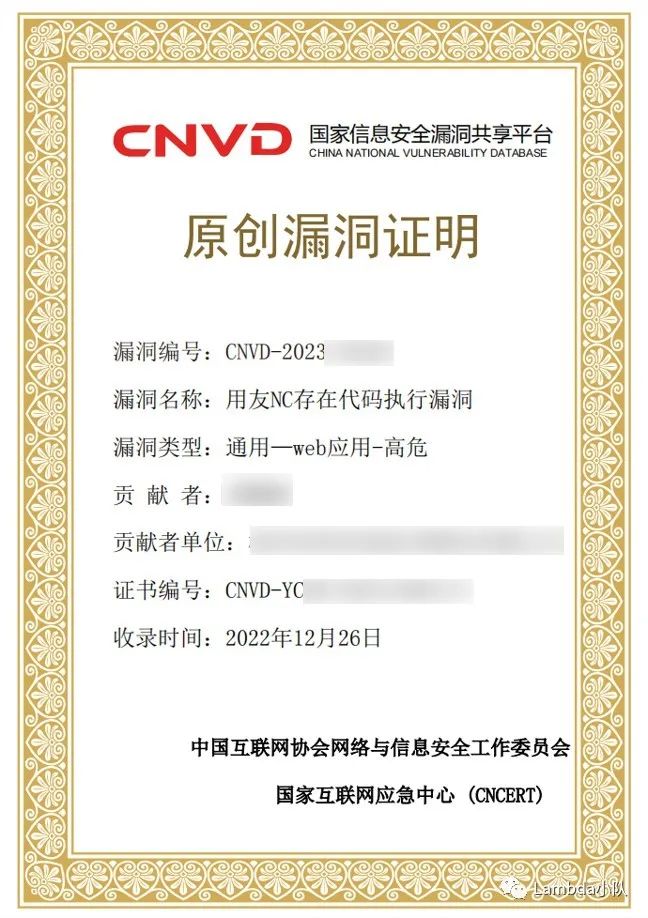 CNVD 国家信息安全漏洞共享平台
CHINA NATIONAL VULNERABILITY DATABASE
原创漏洞证明
漏洞编号：CNVD-2023
漏洞名称：用友NC存在代码执行漏洞
漏洞类型：通用—web应用-高危
贡 献 者：
贡献者单位：
证书编号：CNVD-YC
收录时间：2022年12月26日
中国互联网协会网络与信息安全工作委员会
国家互联网应急中心 (CNCERT)
Lambda小队